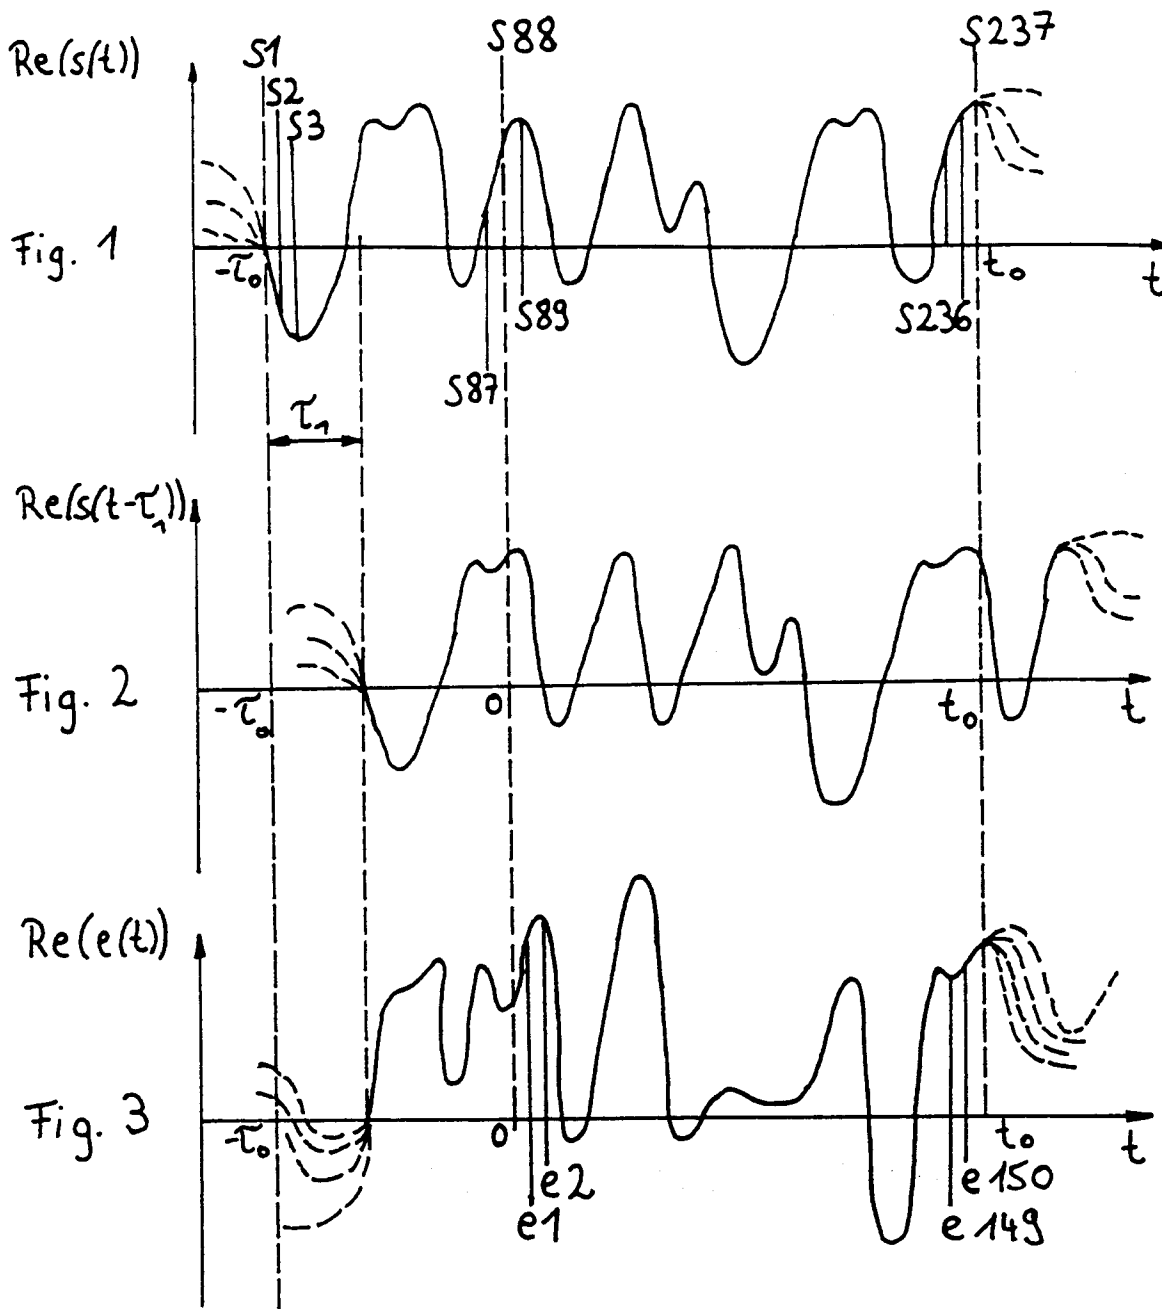 Re(s(t))
S1
S2
S3
S88
S237
Fig. 1
-τ₀
t₀
t
S89
S236
S87
τ₁
Re(s(t-τ₁))
Fig. 2
-τ₀
0
t₀
t
Re(e(t))
Fig. 3
-τ₀
0
t₀
t
e2
e1
e150
e149